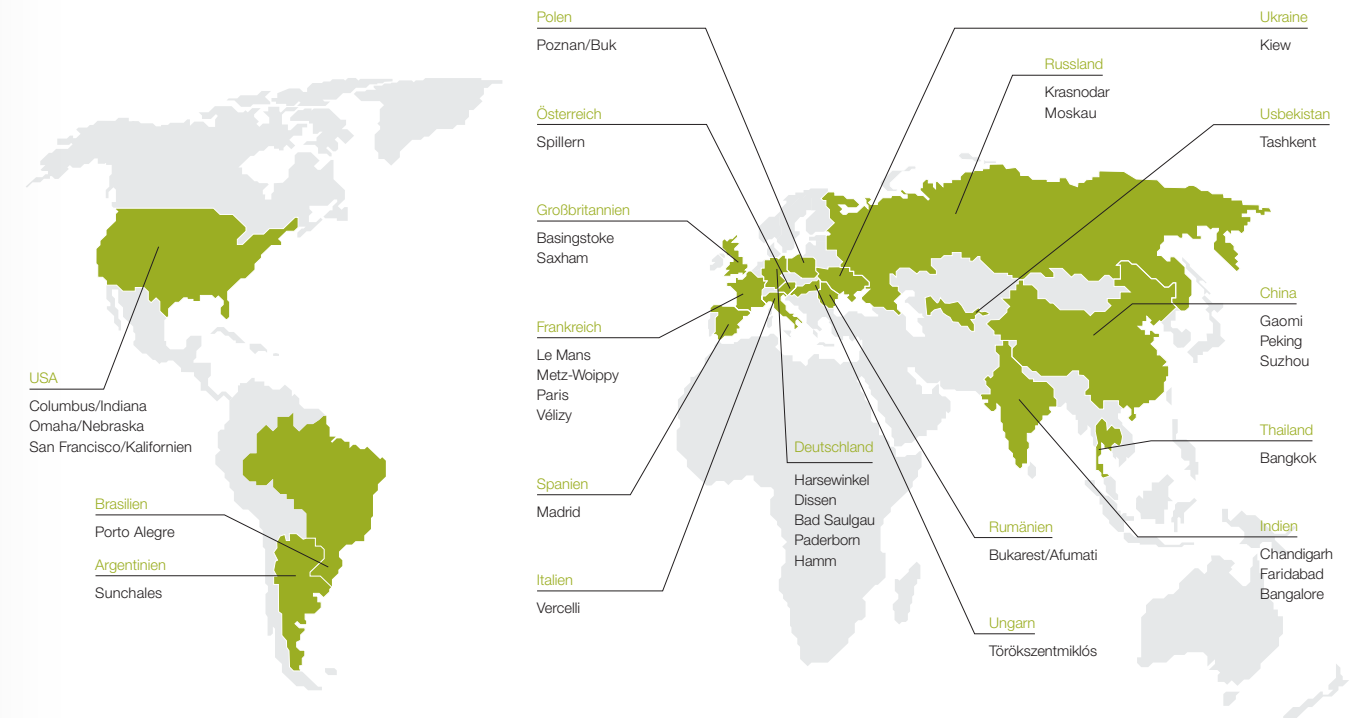 USA
Columbus/Indiana
Omaha/Nebraska
San Francisco/Kalifornien
Brasilien
Porto Alegre
Argentinien
Sunchales
Polen
Poznan/Buk
Österreich
Spillern
Großbritannien
Basingstoke
Saxham
Frankreich
Le Mans
Metz-Woippy
Paris
Vélizy
Spanien
Madrid
Italien
Vercelli
Deutschland
Harsewinkel
Dissen
Bad Saulgau
Paderborn
Hamm
Rumänien
Bukarest/Afumati
Ungarn
Törökszentmiklós
Russland
Krasnodar
Moskau
Ukraine
Kiew
Usbekistan
Tashkent
China
Gaomi
Peking
Suzhou
Thailand
Bangkok
Indien
Chandigarh
Faridabad
Bangalore